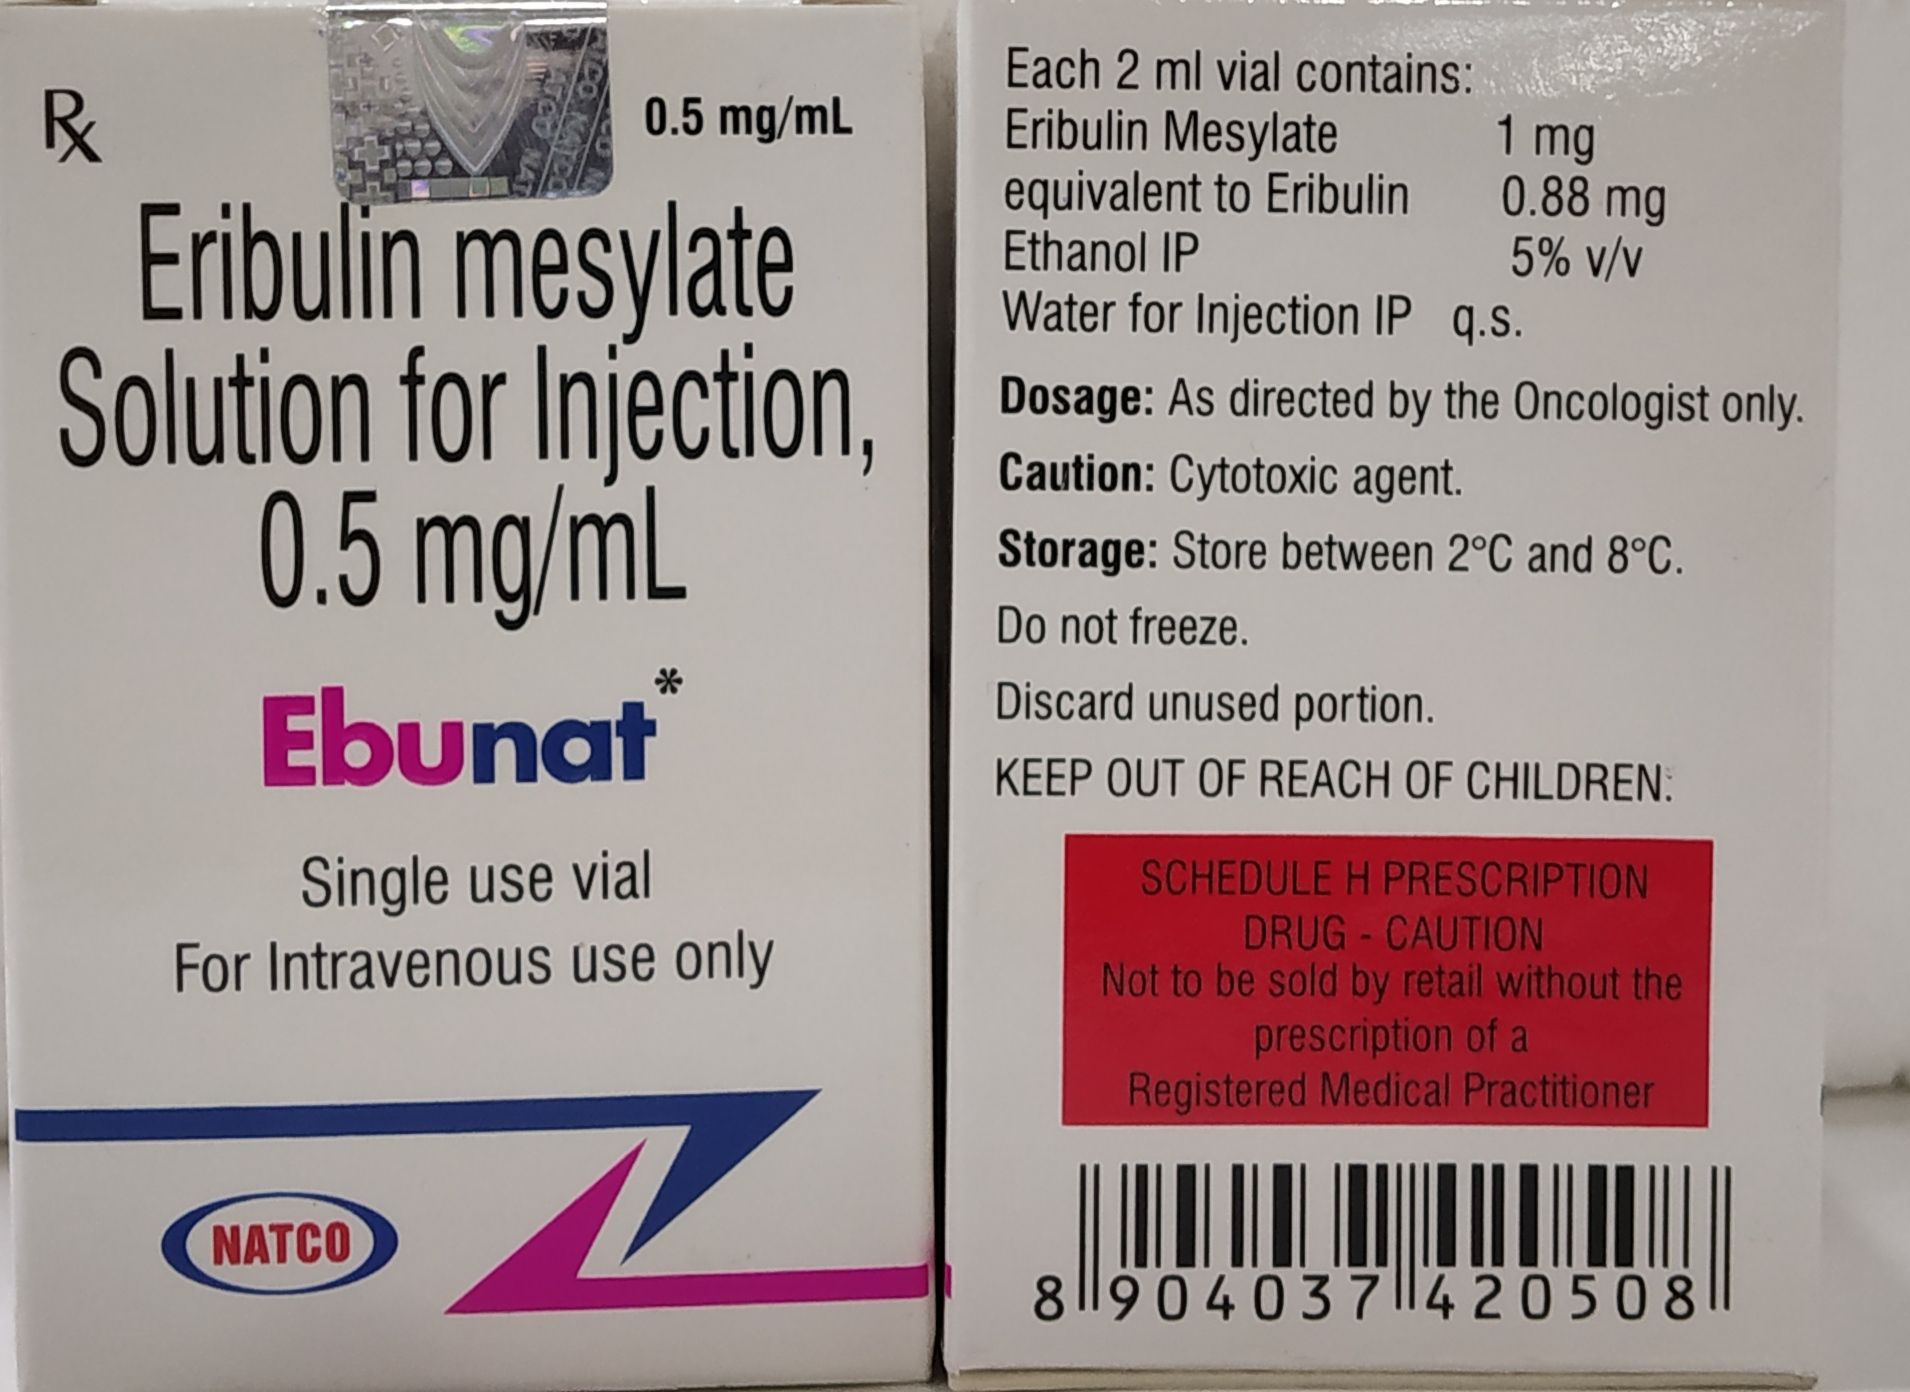 Rx
0.5 mg/mL
Eribulin mesylate
Solution for Injection,
0.5 mg/mL
Ebunat*
Single use vial
For Intravenous use only
NATCO
Each 2 ml vial contains:
Eribulin Mesylate 1 mg
equivalent to Eribulin 0.88 mg
Ethanol IP 5% v/v
Water for Injection IP q.s.
Dosage: As directed by the Oncologist only.
Caution: Cytotoxic agent.
Storage: Store between 2°C and 8°C.
Do not freeze.
Discard unused portion.
KEEP OUT OF REACH OF CHILDREN.
SCHEDULE H PRESCRIPTION
DRUG - CAUTION
Not to be sold by retail without the
prescription of a
Registered Medical Practitioner
8 904037 420508